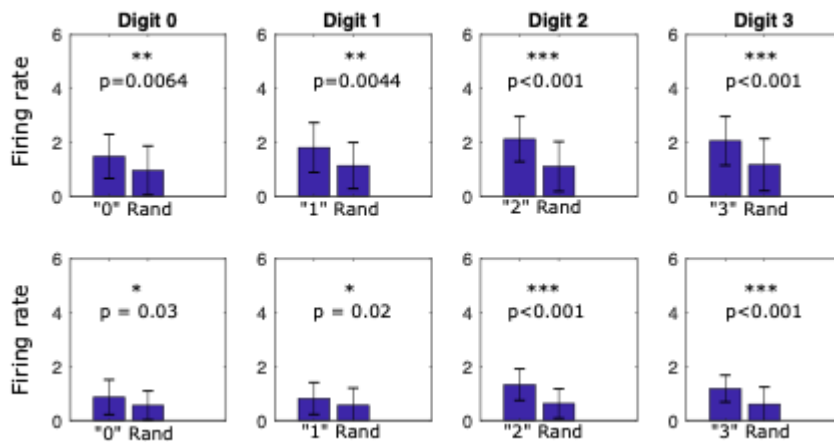 Digit 0 Digit 1 Digit 2 Digit 3
6 6 6 6
** ** *** ***
p=0.0064 p=0.0044 p<0.001 p<0.001
4 4 4 4
Firing rate
2 2 2 2
0 0 0 0
"0" Rand "1" Rand "2" Rand "3" Rand
6 6 6 6
* * *** ***
p = 0.03 p = 0.02 p<0.001 p<0.001
4 4 4 4
Firing rate
2 2 2 2
0 0 0 0
"0" Rand "1" Rand "2" Rand "3" Rand